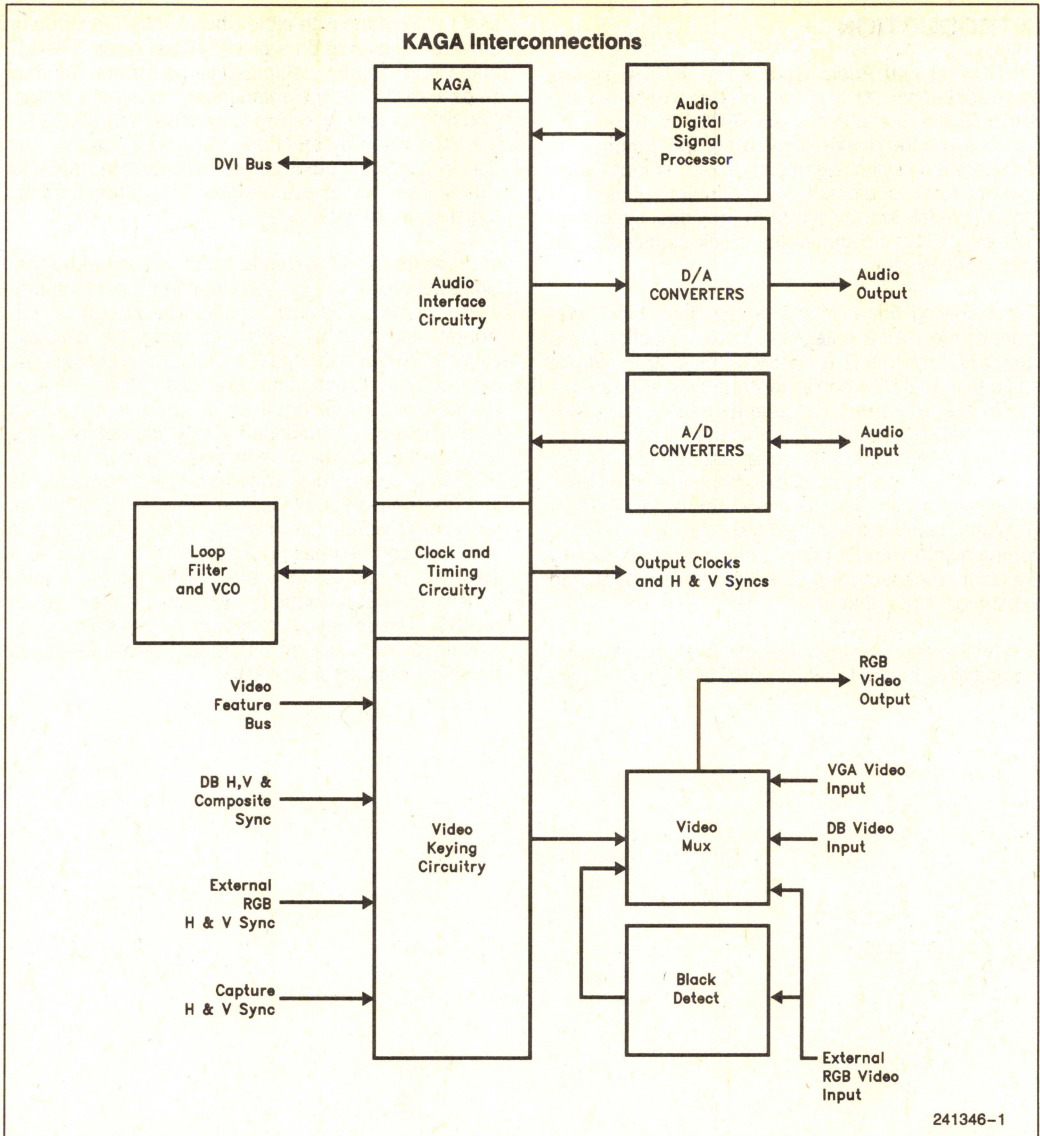 KAGA Interconnections
KAGA
Audio
Digital
Signal
Processor
DVI Bus
D/A
CONVERTERS
Audio
Output
Audio
Interface
Circuitry
A/D
CONVERTERS
Audio
Input
Loop
Filter
and VCO
Clock and
Timing
Circuitry
Output Clocks
and H & V Syncs
Video
Feature
Bus
RGB
Video
Output
DB H,V &
Composite
Sync
Video
Keying
Circuitry
Video
Mux
VGA Video
Input
DB Video
Input
External
RGB
H & V Sync
Black
Detect
Capture
H & V Sync
External
RGB Video
Input
241346-1